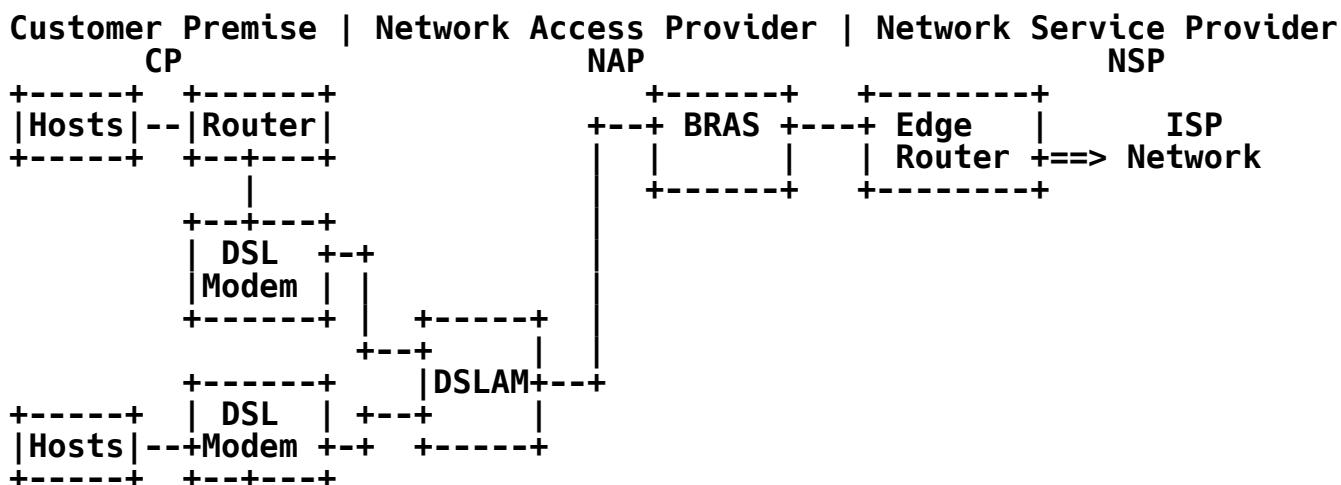 Customer Premise | Network Access Provider | Network Service Provider
CP NAP NSP
+-----+ +------+ +------+ +--------+
|Hosts|--|Router| +--+ BRAS +---+ Edge | ISP
+-----+ +--+---+ | | | | Router +==> Network
| | +------+ +--------+
+--+---+ |
| DSL +-+ |
|Modem | | |
+------+ | +-----+ |
+--+ | |
+------+ |DSLAM+--+
+-----+ | DSL | +--+ |
|Hosts|--+Modem +-+ +-----+
+-----+ +--+---+